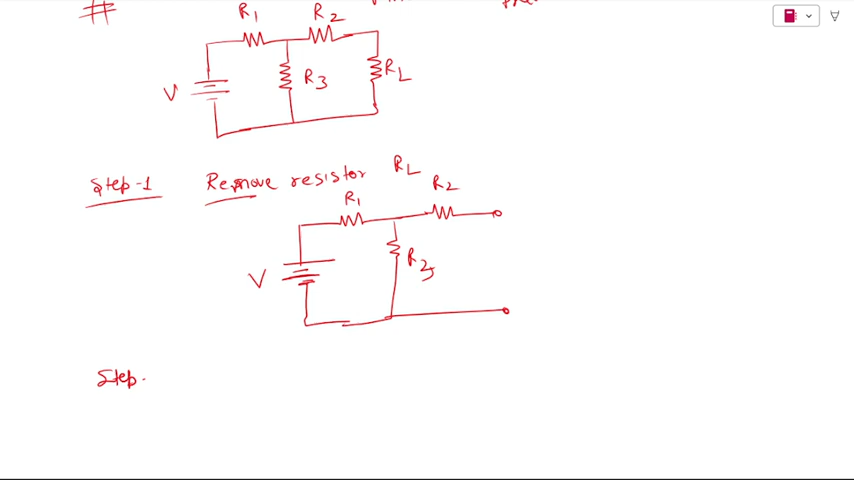 #
R1 R2
V R3 RL
Step-1 Remove resistor RL
R1 R2
V R3
Step.